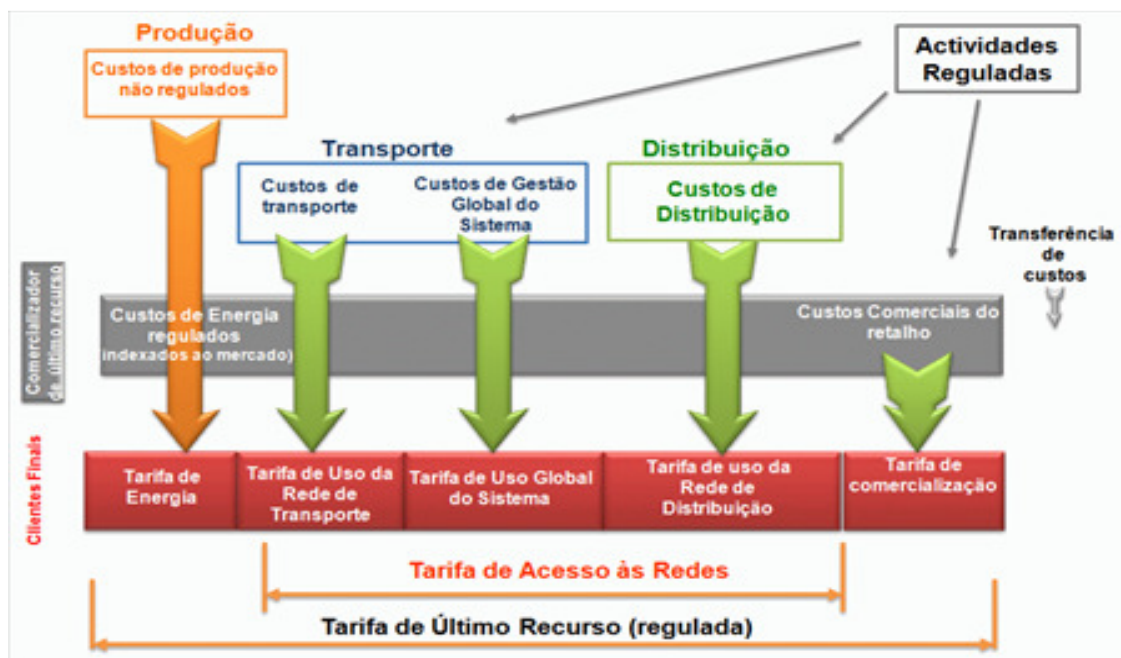 Produção
Custos de produção
não regulados
Actividades
Reguladas
Transporte
Custos de
transporte
Custos de Gestão
Global do
Sistema
Distribuição
Custos de
Distribuição
Transferência
de
custos
Comercializador
de último recurso
Custos de Energia
regulados
(indexados ao mercado)
Custos Comerciais do
retalho
Clientes Finais
Tarifa de
Energia
Tarifa de Uso da
Rede de
Transporte
Tarifa de Uso Global
do Sistema
Tarifa de uso da
Rede de
Distribuição
Tarifa de
comercialização
Tarifa de Acesso às Redes
Tarifa de Último Recurso (regulada)